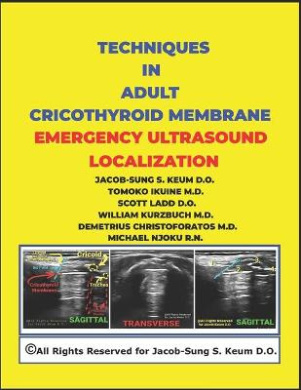 TECHNIQUES
IN
ADULT
CRICOTHYROID MEMBRANE
EMERGENCY ULTRASOUND
LOCALIZATION
JACOB-SUNG S. KEUM D.O.
TOMOKO IKUINE M.D.
SCOTT LADD D.O.
WILLIAM KURZBUCH M.D.
DEMETRIUS CHRISTOFORATOS M.D.
MICHAEL NJOKU R.N.
Cricoid
Cricothyroid
Membrane
SAGITTAL
TRANSVERSE
SAGITTAL
©All Rights Reserved for Jacob-Sung S. Keum D.O.